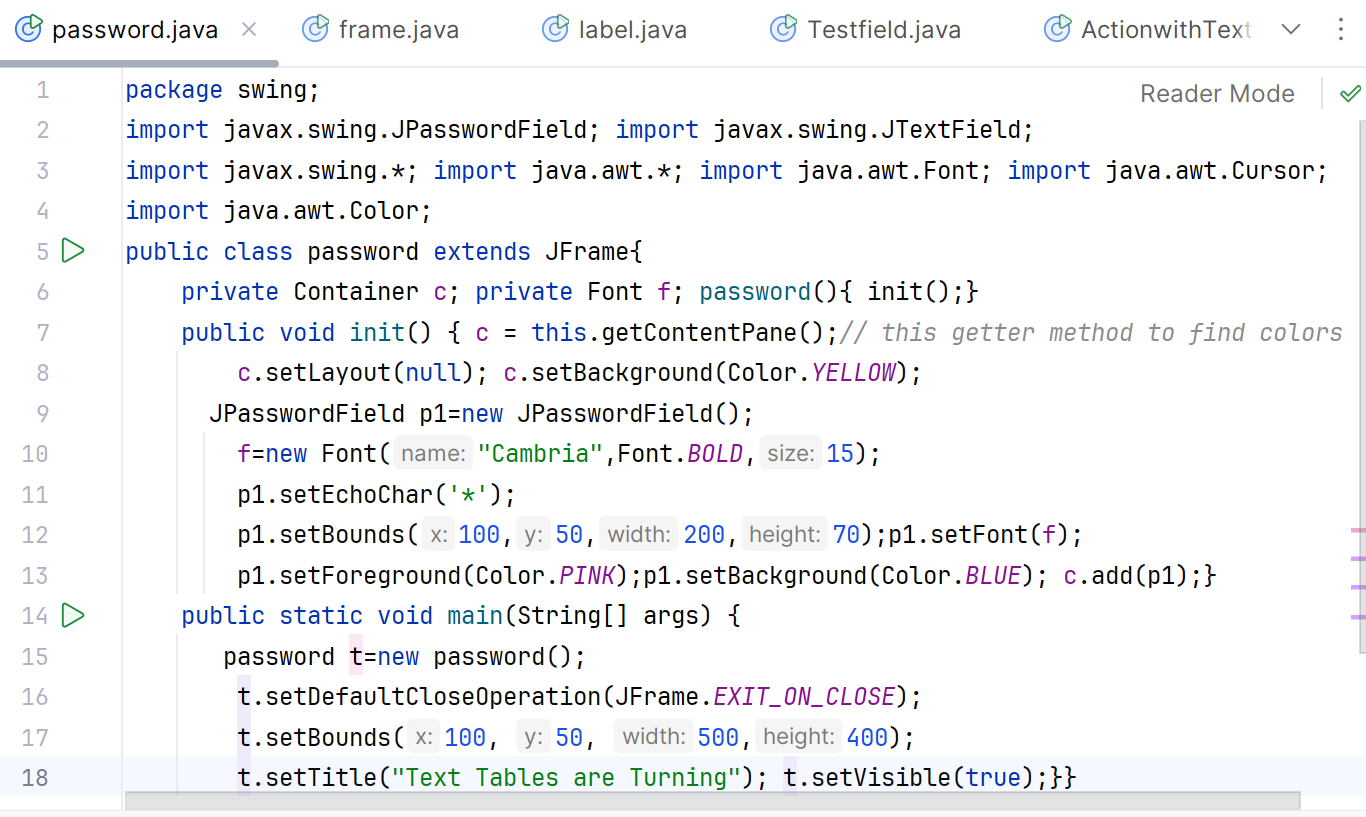 password.java frame.java label.java Testfield.java ActionwithText
Reader Mode
1 package swing;
2 import javax.swing.JPasswordField; import javax.swing.JTextField;
3 import javax.swing.*; import java.awt.*; import java.awt.Font; import java.awt.Cursor;
4 import java.awt.Color;
5 public class password extends JFrame{
6 private Container c; private Font f; password(){ init();}
7 public void init() { c = this.getContentPane();// this getter method to find colors
8 c.setLayout(null); c.setBackground(Color.YELLOW);
9 JPasswordField p1=new JPasswordField();
10 f=new Font( name: "Cambria",Font.BOLD, size: 15);
11 p1.setEchoChar('*');
12 p1.setBounds( x: 100, y: 50, width: 200, height: 70);p1.setFont(f);
13 p1.setForeground(Color.PINK);p1.setBackground(Color.BLUE); c.add(p1);}
14 public static void main(String[] args) {
15 password t=new password();
16 t.setDefaultCloseOperation(JFrame.EXIT_ON_CLOSE);
17 t.setBounds( x: 100, y: 50, width: 500, height: 400);
18 t.setTitle("Text Tables are Turning"); t.setVisible(true);}}